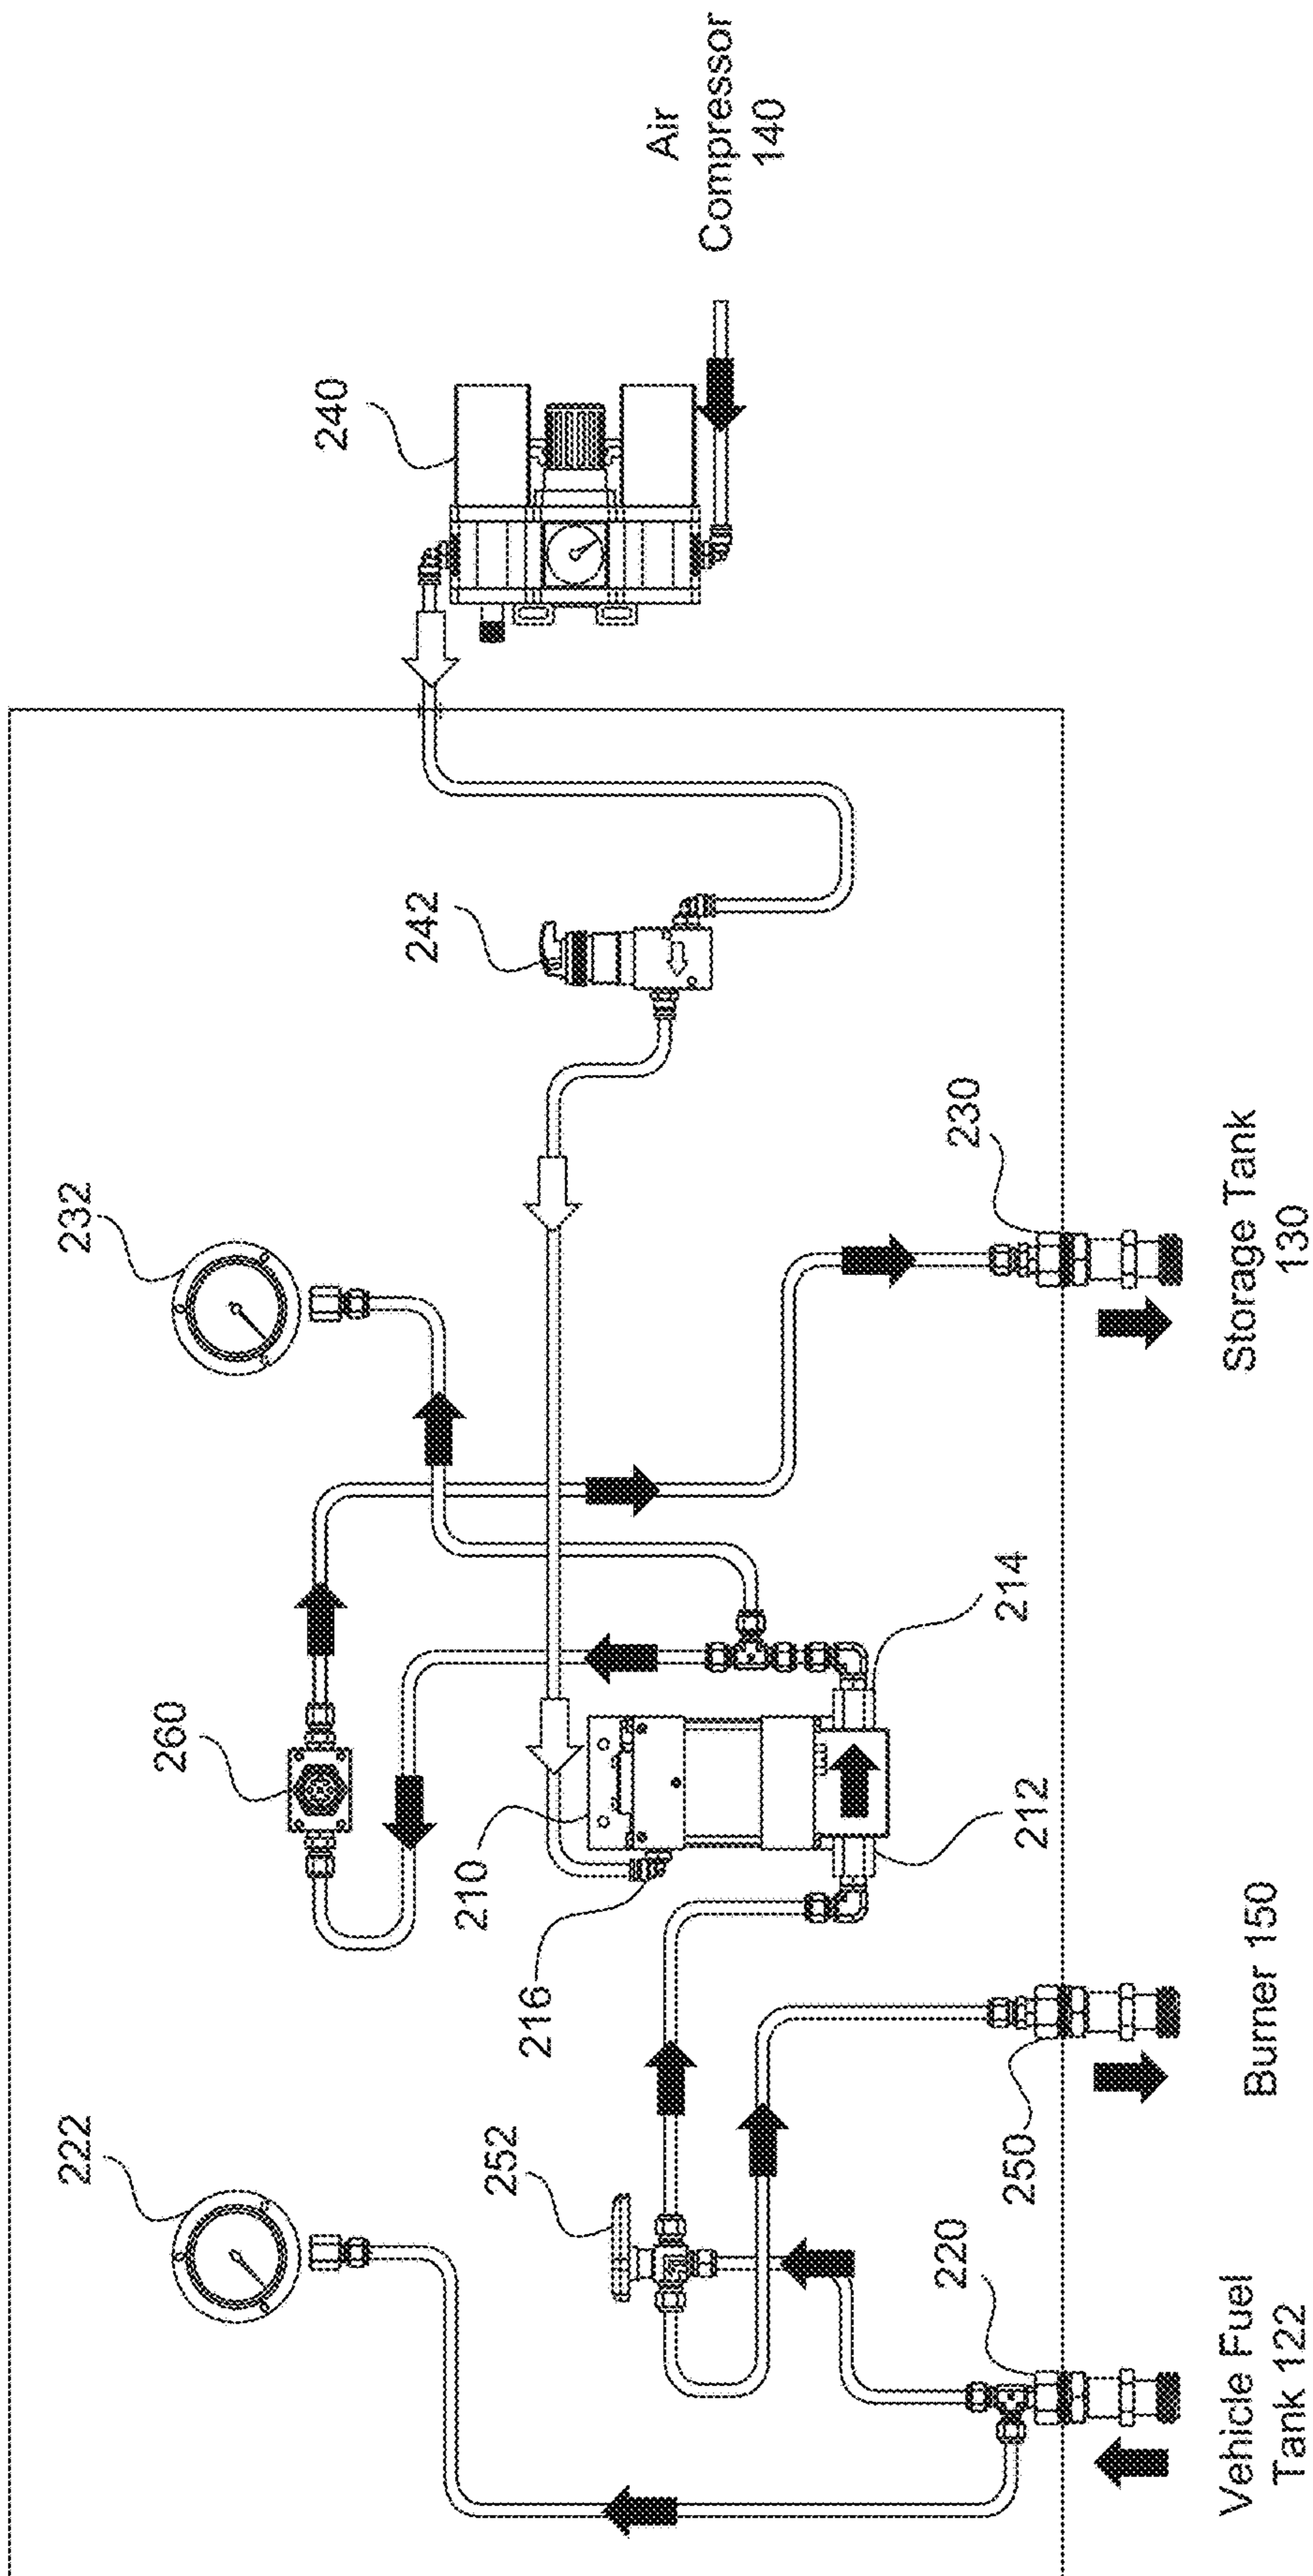 222
232
240
260
242
252
210
216
212
214
220
250
230
Vehicle Fuel
Tank 122
Burner 150
Storage Tank
130
Air
Compressor
140